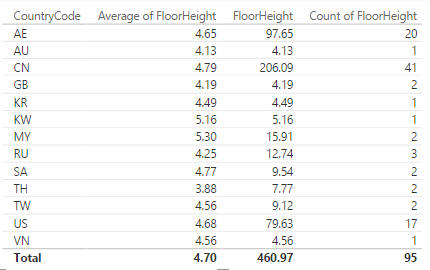 CountryCode Average of FloorHeight FloorHeight Count of FloorHeight
AE 4.65 97.65 20
AU 4.13 4.13 1
CN 4.79 206.09 41
GB 4.19 4.19 2
KR 4.49 4.49 1
KW 5.16 5.16 1
MY 5.30 15.91 2
RU 4.25 12.74 3
SA 4.77 9.54 2
TH 3.88 7.77 2
TW 4.56 9.12 2
US 4.68 79.63 17
VN 4.56 4.56 1
Total 4.70 460.97 95